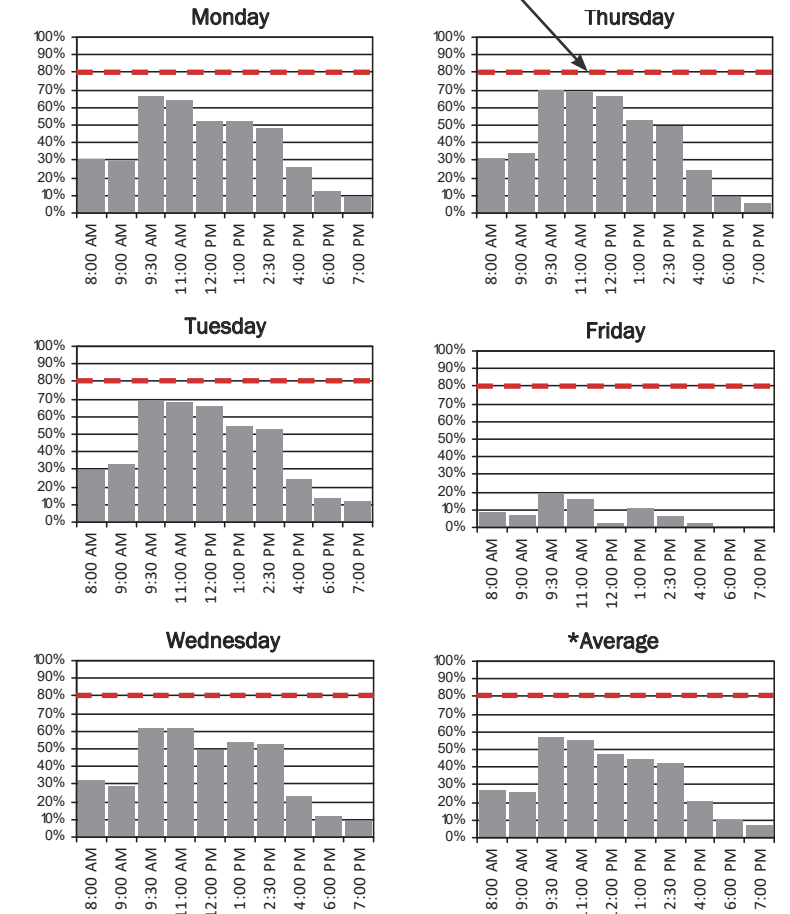 Monday
100%
90%
80%
70%
60%
50%
40%
30%
20%
10%
0%
8:00 AM
9:00 AM
9:30 AM
11:00 AM
12:00 PM
1:00 PM
2:30 PM
4:00 PM
6:00 PM
7:00 PM
Thursday
100%
90%
80%
70%
60%
50%
40%
30%
20%
10%
0%
8:00 AM
9:00 AM
9:30 AM
11:00 AM
12:00 PM
1:00 PM
2:30 PM
4:00 PM
6:00 PM
7:00 PM
Tuesday
100%
90%
80%
70%
60%
50%
40%
30%
20%
10%
0%
8:00 AM
9:00 AM
9:30 AM
11:00 AM
12:00 PM
1:00 PM
2:30 PM
4:00 PM
6:00 PM
7:00 PM
Friday
100%
90%
80%
70%
60%
50%
40%
30%
20%
10%
0%
8:00 AM
9:00 AM
9:30 AM
11:00 AM
12:00 PM
1:00 PM
2:30 PM
4:00 PM
6:00 PM
7:00 PM
Wednesday
100%
90%
80%
70%
60%
50%
40%
30%
20%
10%
0%
8:00 AM
9:00 AM
9:30 AM
11:00 AM
12:00 PM
1:00 PM
2:30 PM
4:00 PM
6:00 PM
7:00 PM
*Average
100%
90%
80%
70%
60%
50%
40%
30%
20%
10%
0%
8:00 AM
9:00 AM
9:30 AM
11:00 AM
12:00 PM
1:00 PM
2:30 PM
4:00 PM
6:00 PM
7:00 PM